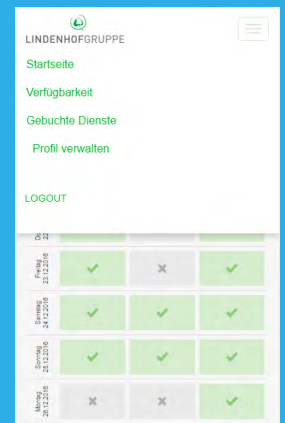 LINDENHOFGRUPPE
Startseite
Verfügbarkeit
Gebuchte Dienste
Profil verwalten
LOGOUT
Freitag
23.12.2016
Samstag
24.12.2016
Sonntag
25.12.2016
Montag
26.12.2016